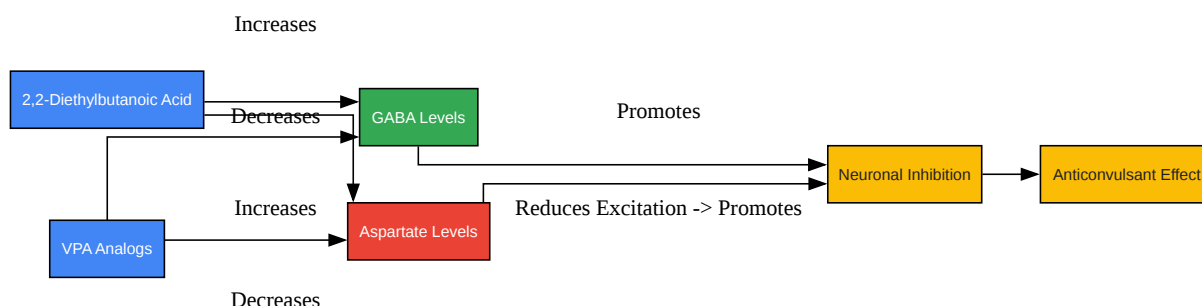 Increases
2,2-Diethylbutanoic Acid
Decreases
GABA Levels
Promotes
Neuronal Inhibition
Anticonvulsant Effect
Increases
Reduces Excitation -> Promotes
VPA Analogs
Aspartate Levels
Decreases